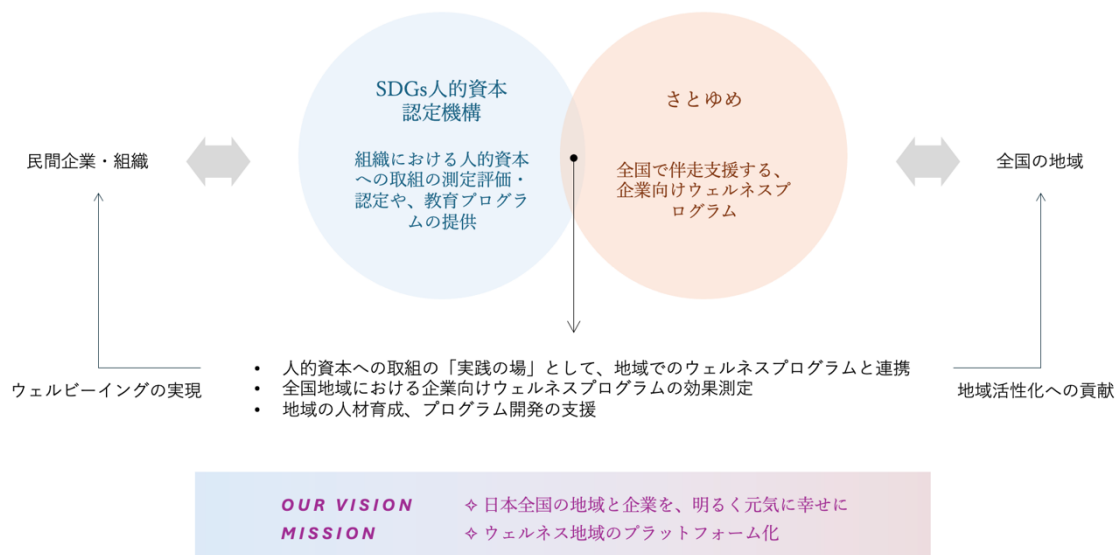 SDGs人的資本
認定機構
組織における人的資本
への取組の測定評価・
認定や、教育プログラ
ムの提供
さとゆめ
全国で伴走支援する、
企業向けウェルネスプ
ログラム
民間企業・組織
全国の地域
• 人的資本への取組の「実践の場」として、地域でのウェルネスプログラムと連携
• 全国地域における企業向けウェルネスプログラムの効果測定
• 地域の人材育成、プログラム開発の支援
ウェルビーイングの実現
地域活性化への貢献
OUR VISION ✧ 日本全国の地域と企業を、明るく元気に幸せに
MISSION ✧ ウェルネス地域のプラットフォーム化